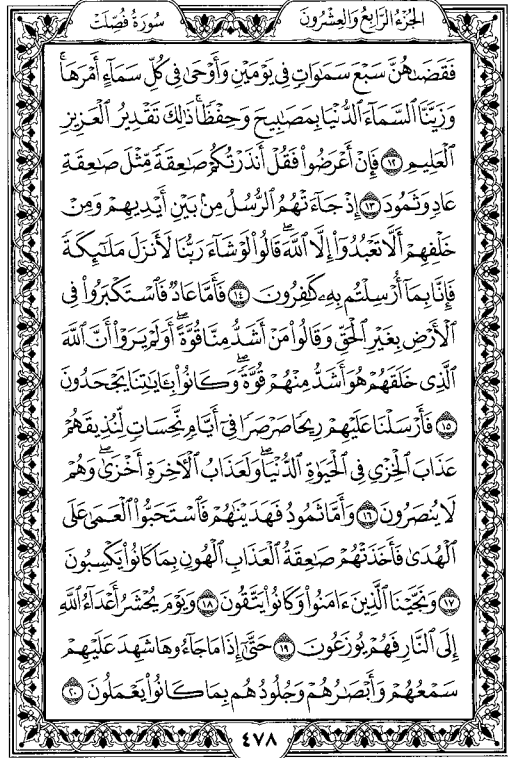 الجزء الرابع والعشرون
سورة فصلت
فَقَضَىٰهُنَّ سَبْعَ سَمَٰوَاتٍ فِي يَوْمَيْنِ وَأَوْحَىٰ فِي كُلِّ سَمَآءٍ أَمْرَهَاۚ
وَزَيَّنَّا ٱلسَّمَآءَ ٱلدُّنْيَا بِمَصَٰبِيحَ وَحِفْظًاۚ ذَٰلِكَ تَقْدِيرُ ٱلْعَزِيزِ
ٱلْعَلِيمِ ١٢ فَإِنْ أَعْرَضُوا۟ فَقُلْ أَنذَرْتُكُمْ صَٰعِقَةً مِّثْلَ صَٰعِقَةِ
عَادٍ وَثَمُودَ ١٣ إِذْ جَآءَتْهُمُ ٱلرُّسُلُ مِنۢ بَيْنِ أَيْدِيهِمْ وَمِنْ
خَلْفِهِمْ أَلَّا تَعْبُدُوٓا۟ إِلَّا ٱللَّهَۖ قَالُوا۟ لَوْ شَآءَ رَبُّنَا لَأَنزَلَ مَلَٰٓئِكَةً
فَإِنَّا بِمَآ أُرْسِلْتُم بِهِۦ كَٰفِرُونَ ١٤ فَأَمَّا عَادٌ فَٱسْتَكْبَرُوا۟ فِي
ٱلْأَرْضِ بِغَيْرِ ٱلْحَقِّ وَقَالُوا۟ مَنْ أَشَدُّ مِنَّا قُوَّةًۖ أَوَلَمْ يَرَوْا۟ أَنَّ ٱللَّهَ
ٱلَّذِي خَلَقَهُمْ هُوَ أَشَدُّ مِنْهُمْ قُوَّةًۖ وَكَانُوا۟ بِـَٔايَٰتِنَا يَجْحَدُونَ
١٥ فَأَرْسَلْنَا عَلَيْهِمْ رِيحًا صَرْصَرًا فِيٓ أَيَّامٍ نَّحِسَاتٍ لِّنُذِيقَهُمْ
عَذَابَ ٱلْخِزْيِ فِي ٱلْحَيَوٰةِ ٱلدُّنْيَاۖ وَلَعَذَابُ ٱلْءَاخِرَةِ أَخْزَىٰۖ وَهُمْ
لَا يُنصَرُونَ ١٦ وَأَمَّا ثَمُودُ فَهَدَيْنَٰهُمْ فَٱسْتَحَبُّوا۟ ٱلْعَمَىٰ عَلَى
ٱلْهُدَىٰ فَأَخَذَتْهُمْ صَٰعِقَةُ ٱلْعَذَابِ ٱلْهُونِ بِمَا كَانُوا۟ يَكْسِبُونَ
١٧ وَنَجَّيْنَا ٱلَّذِينَ ءَامَنُوا۟ وَكَانُوا۟ يَتَّقُونَ ١٨ وَيَوْمَ يُحْشَرُ أَعْدَآءُ ٱللَّهِ
إِلَى ٱلنَّارِ فَهُمْ يُوزَعُونَ ١٩ حَتَّىٰٓ إِذَا مَا جَآءُوهَا شَهِدَ عَلَيْهِمْ
سَمْعُهُمْ وَأَبْصَٰرُهُمْ وَجُلُودُهُم بِمَا كَانُوا۟ يَعْمَلُونَ ٢٠
٤٧٨